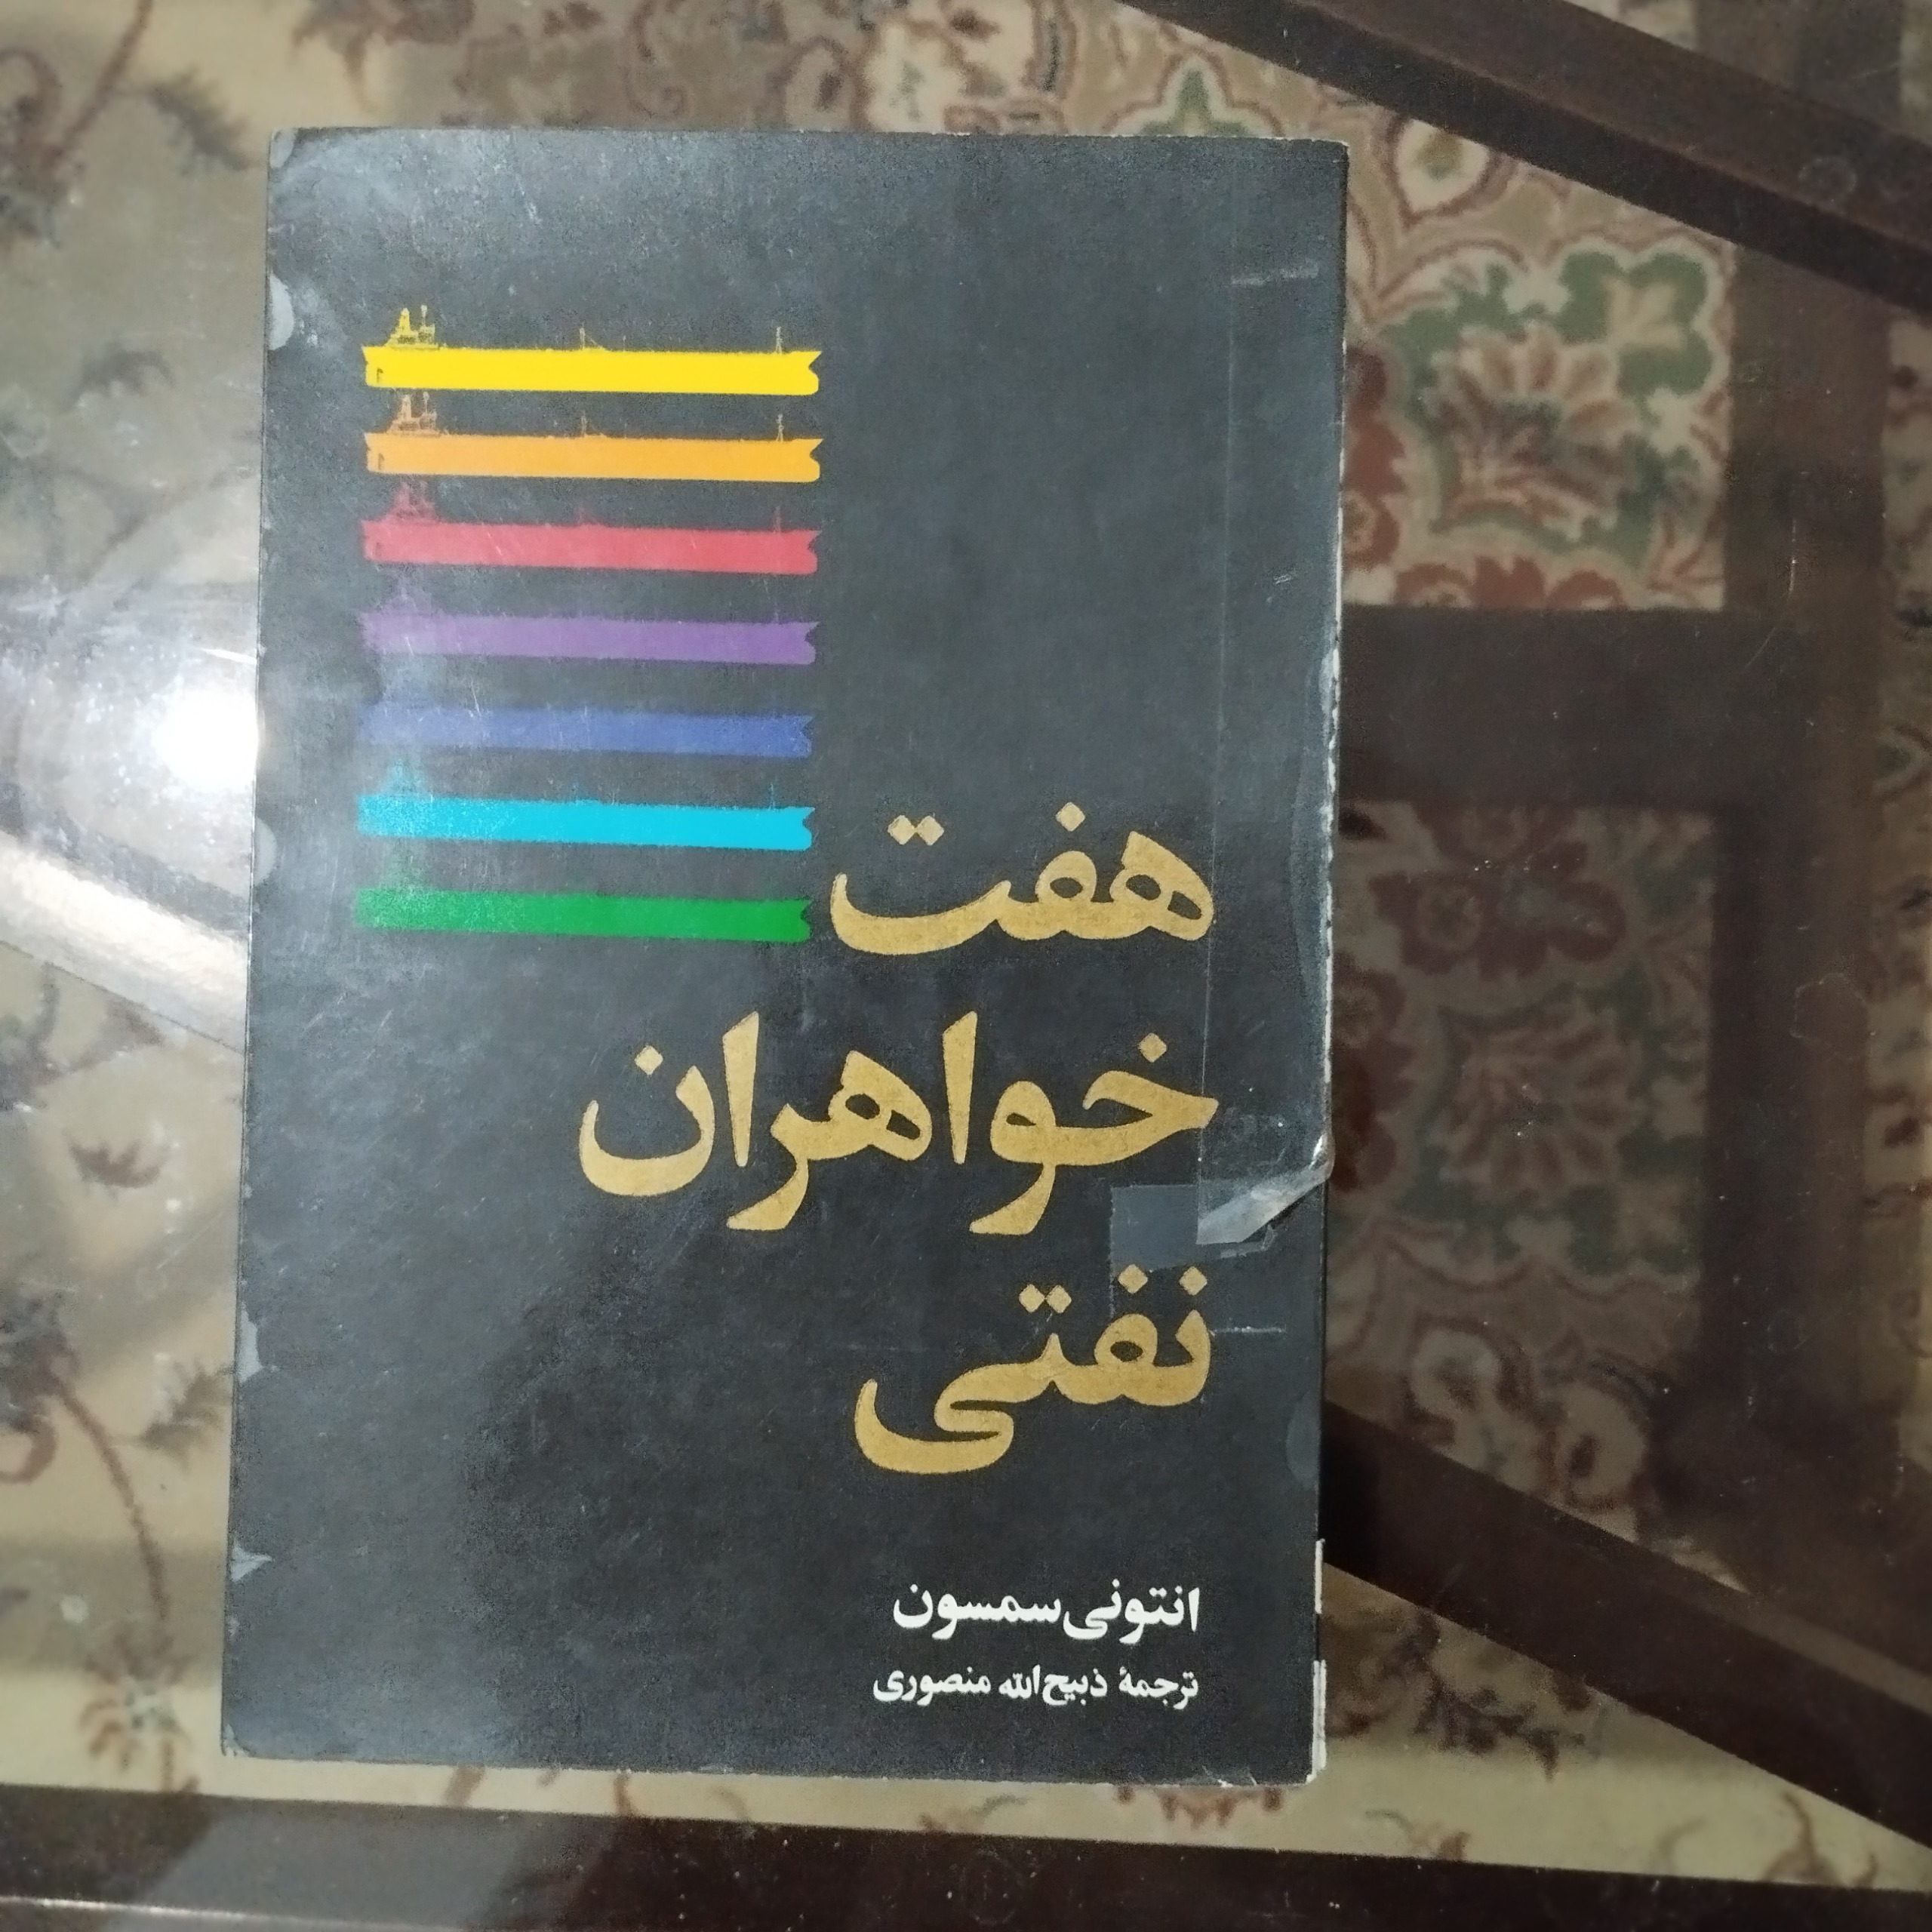 هفت
خواهران
نفتی
انتونی سمسون
ترجمهٔ ذبیح‌الله منصوری